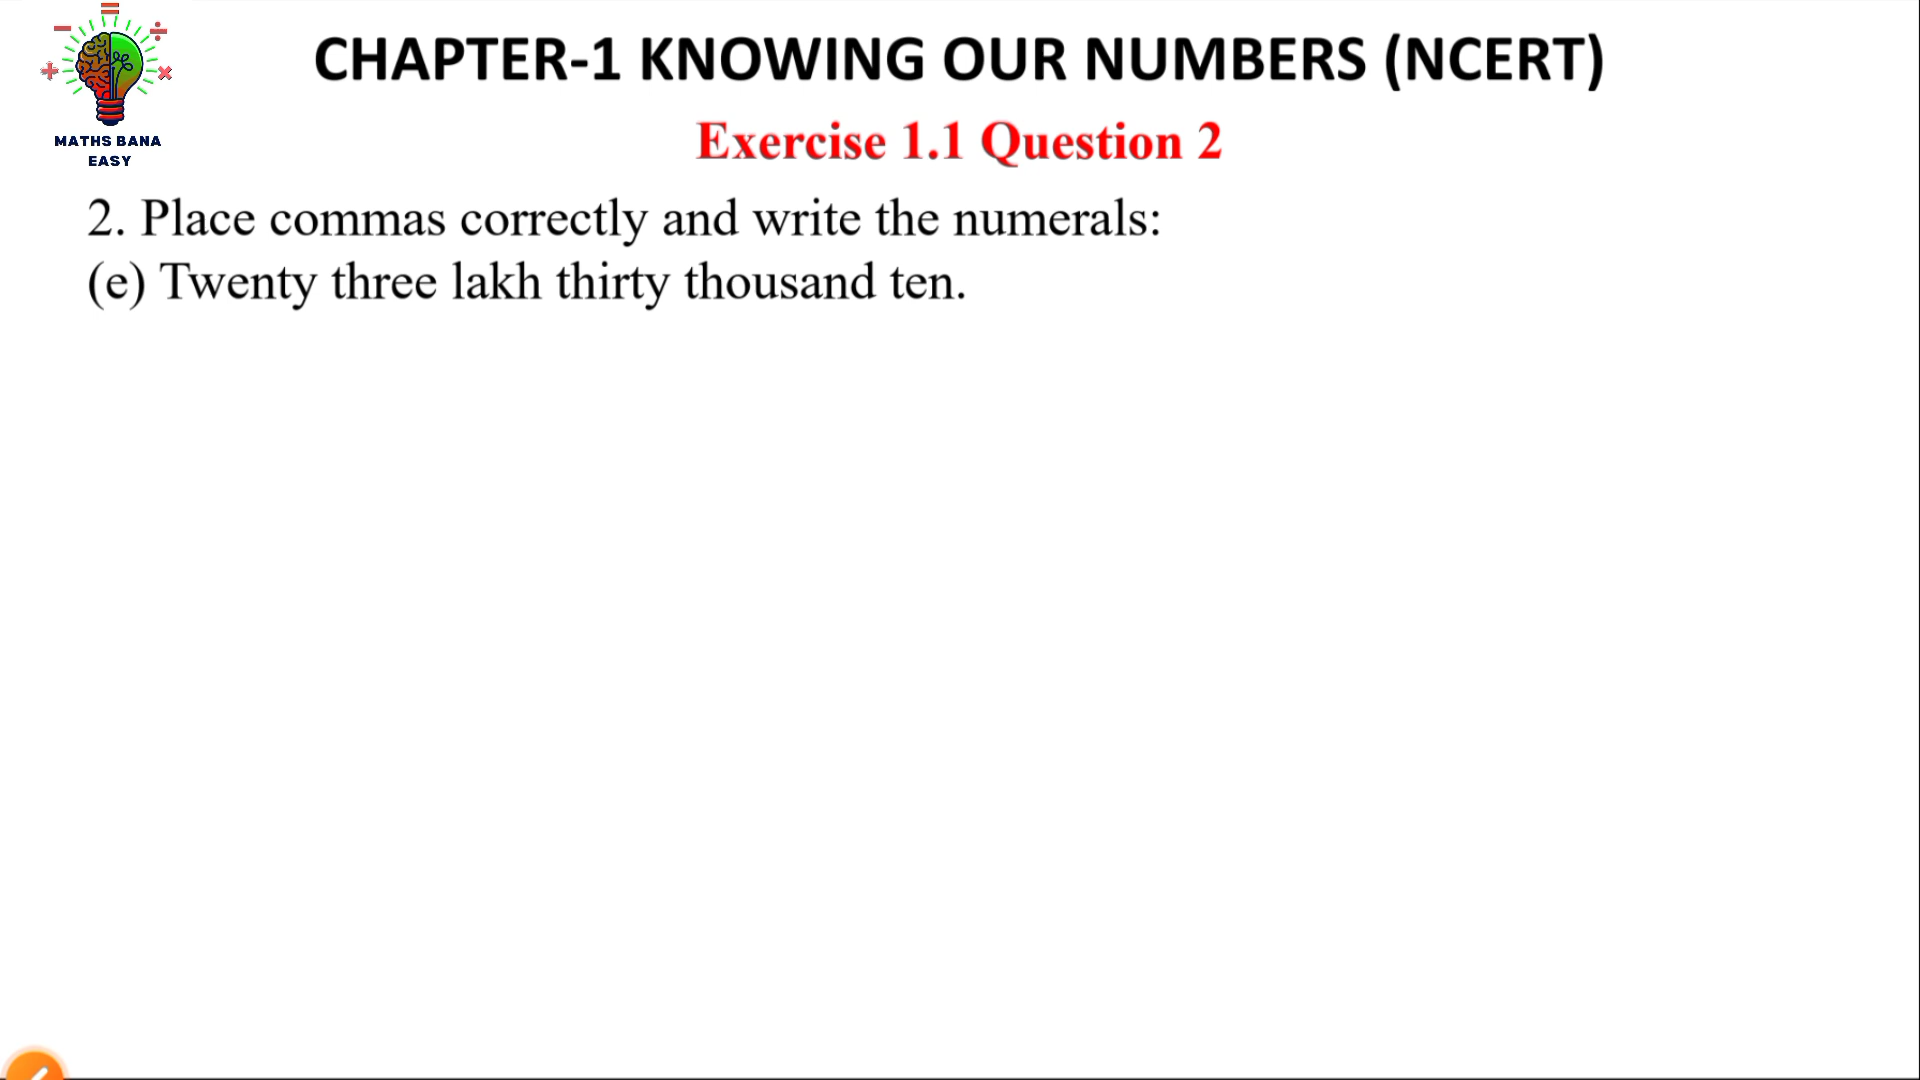 MATHS BANA
EASY
CHAPTER-1 KNOWING OUR NUMBERS (NCERT)
Exercise 1.1 Question 2
2. Place commas correctly and write the numerals:
(e) Twenty three lakh thirty thousand ten.